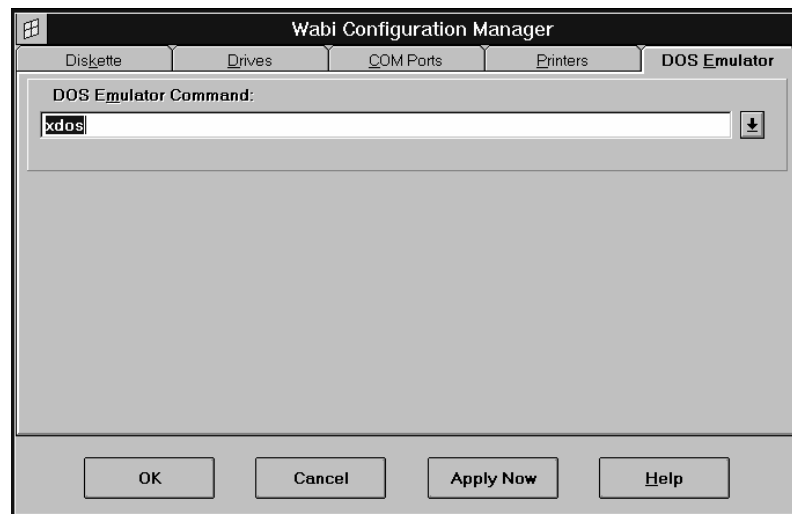 Wabi Configuration Manager
Diskette Drives COM Ports Printers DOS Emulator
DOS Emulator Command:
xdos
OK Cancel Apply Now Help